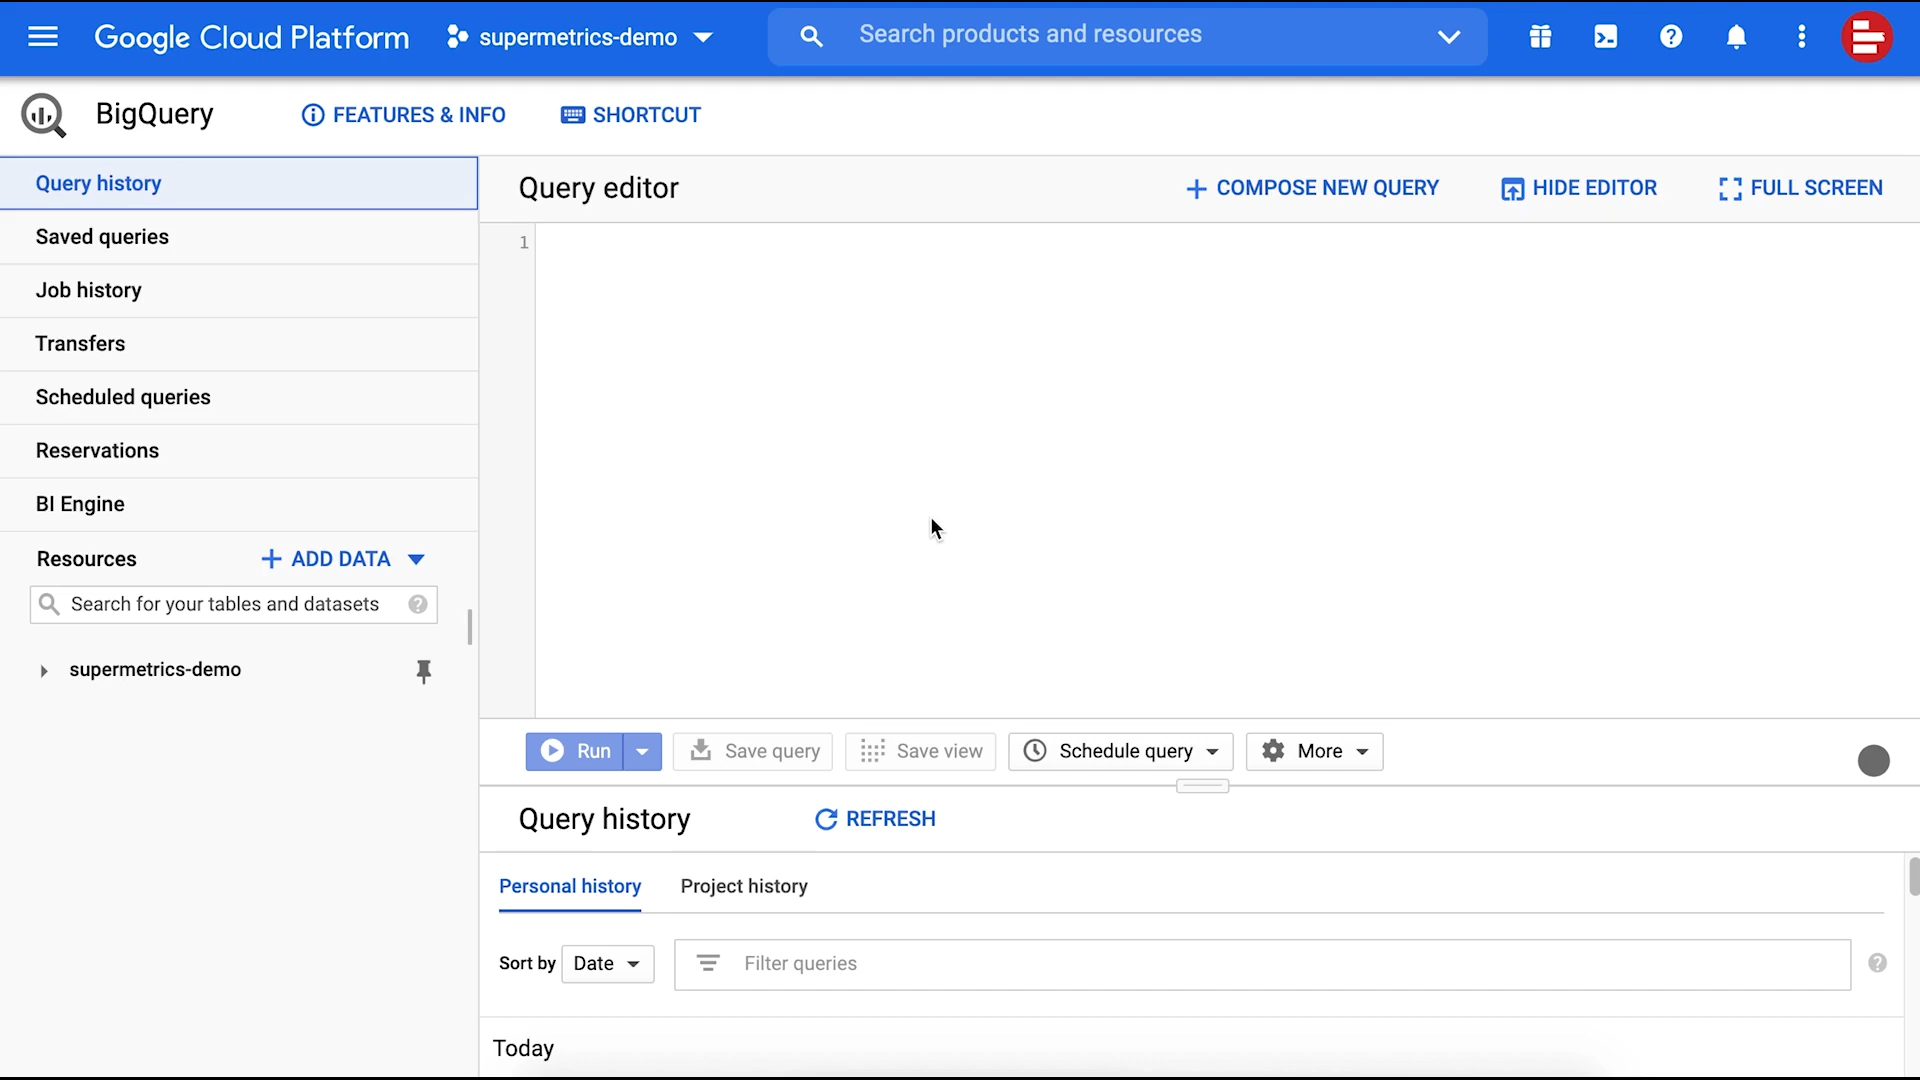 Google Cloud Platform
supermetrics-demo
Search products and resources
BigQuery
FEATURES & INFO
SHORTCUT
Query history
Saved queries
Job history
Transfers
Scheduled queries
Reservations
BI Engine
Resources
ADD DATA
Search for your tables and datasets
supermetrics-demo
Query editor
COMPOSE NEW QUERY
HIDE EDITOR
FULL SCREEN
1
Run
Save query
Save view
Schedule query
More
Query history
REFRESH
Personal history
Project history
Sort by
Date
Filter queries
Today